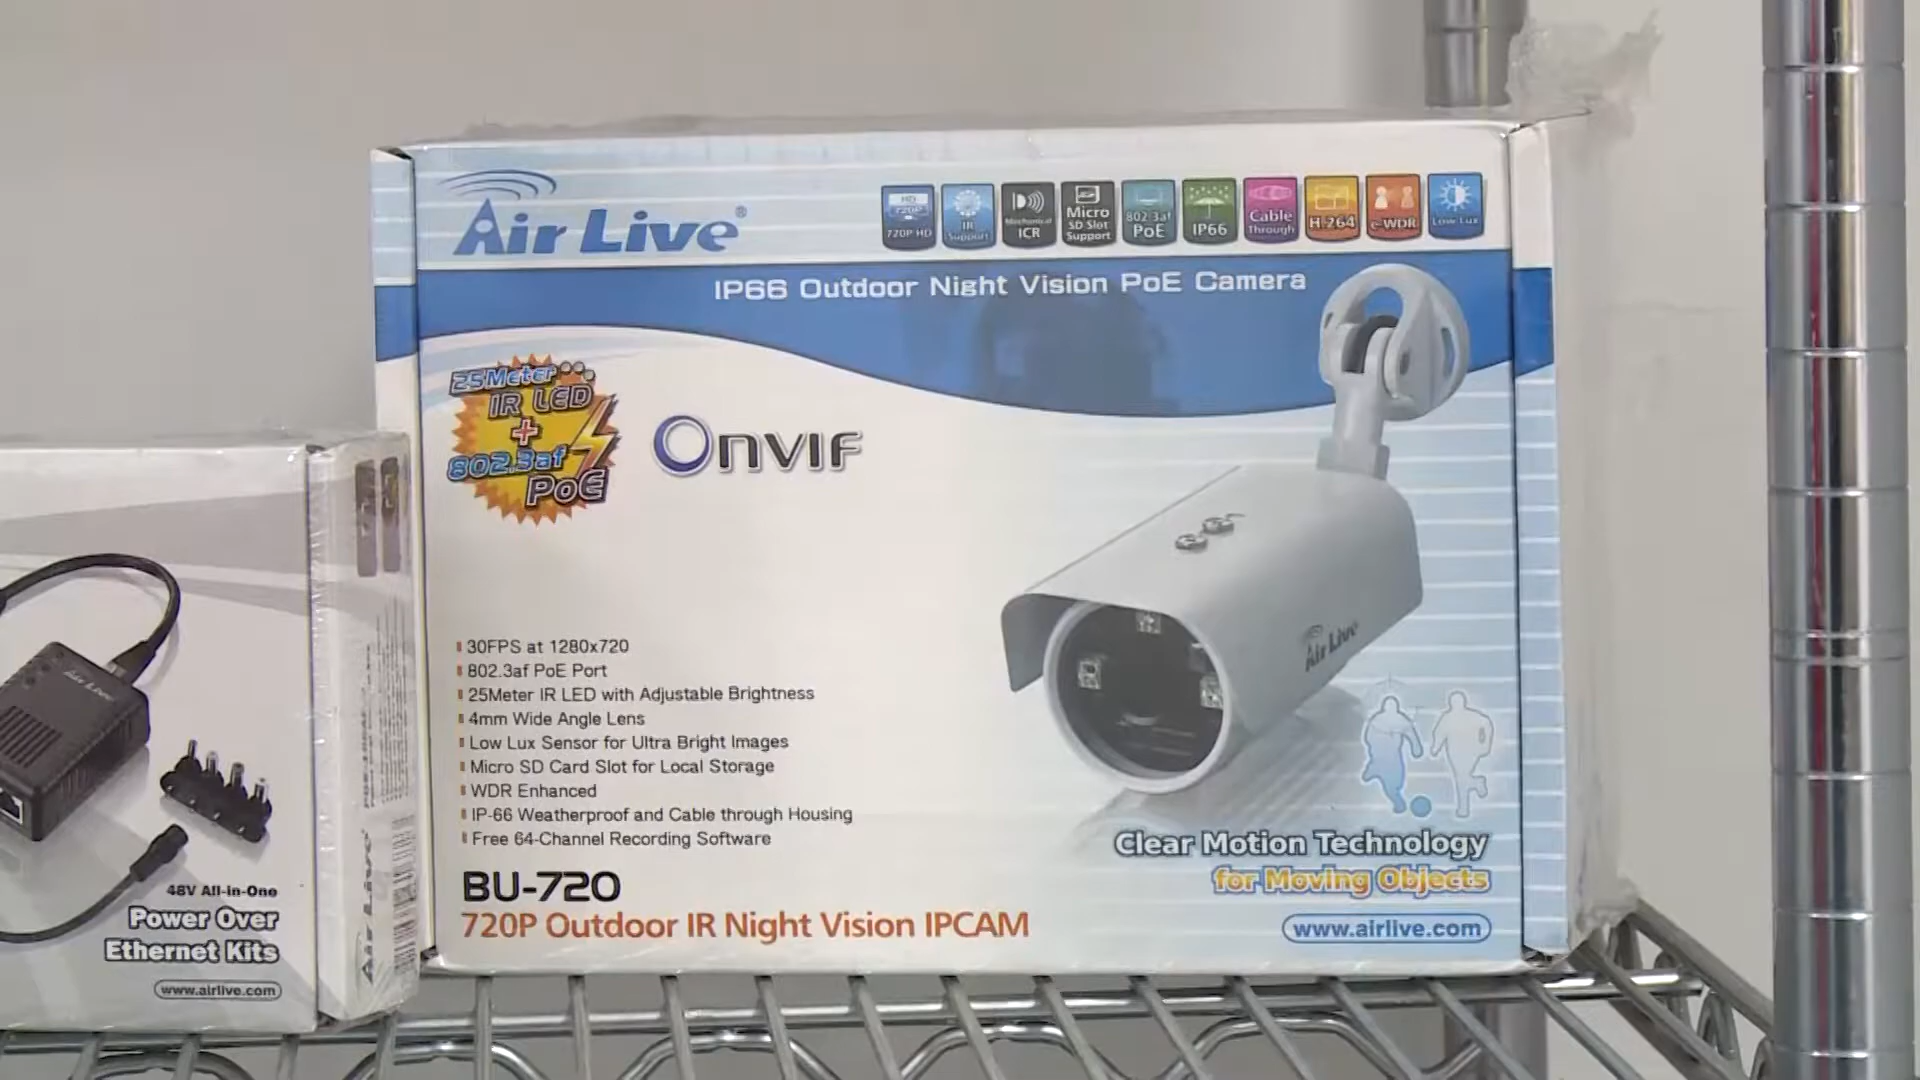 Air Live®
HD
720P
720P HD
IR
Support
Mechanical
ICR
Micro
SD Slot
Support
802.3af
PoE
IP66
Cable
Through
H.264
e-WDR
Low Lux
IP66 Outdoor Night Vision PoE Camera
25Meter
IR LED
+
802.3af
PoE
ONVIF
30FPS at 1280x720
802.3af PoE Port
25Meter IR LED with Adjustable Brightness
4mm Wide Angle Lens
Low Lux Sensor for Ultra Bright Images
Micro SD Card Slot for Local Storage
WDR Enhanced
IP-66 Weatherproof and Cable through Housing
Free 64-Channel Recording Software
BU-720
720P Outdoor IR Night Vision IPCAM
Air Live
Clear Motion Technology
for Moving Objects
www.airlive.com
Air Live
48V All-in-One
Power Over
Ethernet Kits
www.airlive.com
Air Live